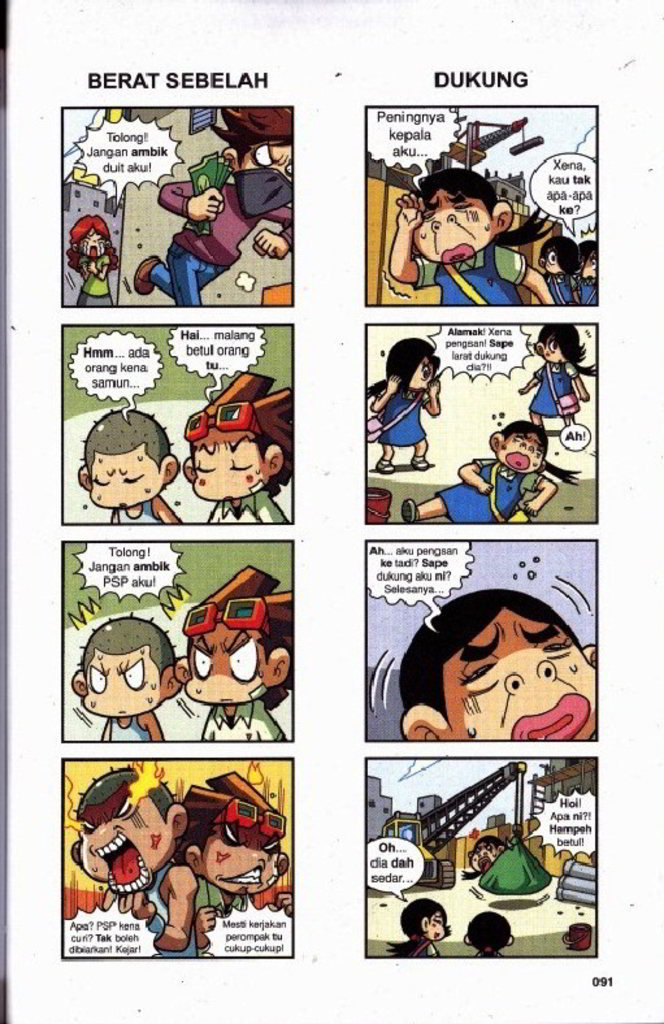 BERAT SEBELAH
Tolong!!
Jangan ambik
duit aku!
Hmm... ada
orang kena
samun...
Hai... malang
betul orang
tu...
Tolong!
Jangan ambik
PSP aku!
Apa? PSP kena
curi? Tak boleh
dibiarkan! Kejar!
Mesti kerjakan
perompak tu
cukup-cukup!
DUKUNG
Peningnya
kepala
aku...
Xena,
kau tak
apa-apa
ke?
Alamak! Xena
pengsan! Sape
larat dukung
dia?!!
Ah!
Ah... aku pengsan
ke tadi? Sape
dukung aku ni?
Selesanya...
Hoi!
Apa ni?!
Hampeh
betul!
Oh...
dia dah
sedar...
091